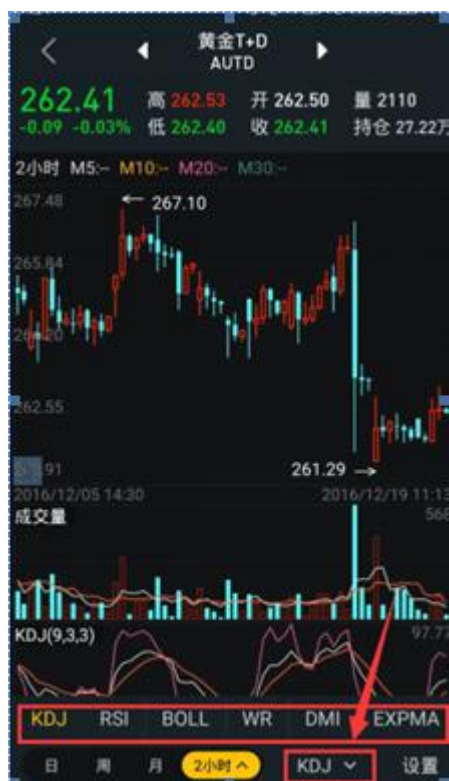 黄金T+D
AUTD
262.41 高 262.53 开 262.50 量 2110
-0.09 -0.03% 低 262.40 收 262.41 持仓 27.22万
2小时 M5:-- M10:-- M20:-- M30:--
267.48
267.10
265.84
262.55
261.29
2016/12/05 14:30 2016/12/19 11:13
成交量 568
KDJ(9,3,3) 97.77
KDJ RSI BOLL WR DMI EXPMA
日 周 月 2小时 KDJ 设置